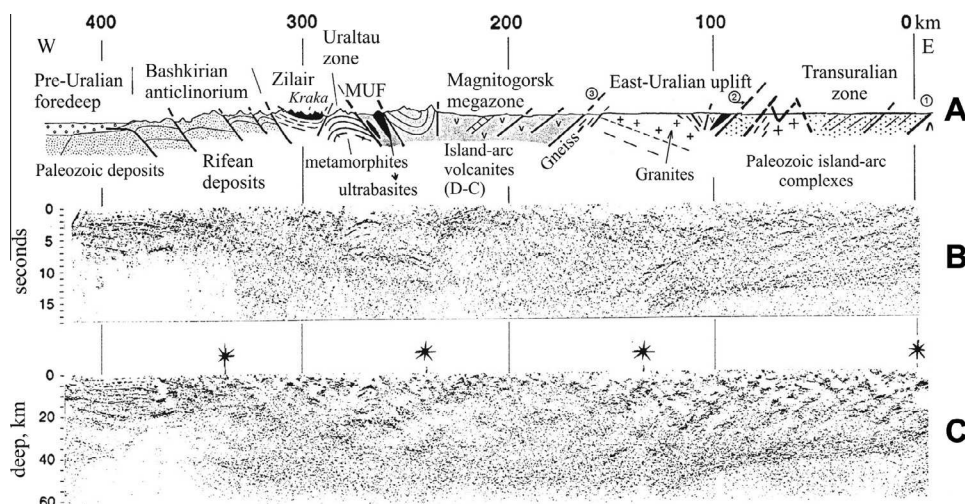 400 300 200 100 0 km
W E
Pre-Uralian
foredeep
Bashkirian
anticlinorium
Zilair
Kraka
Uraltau
zone
MUF
Magnitogorsk
megazone
③
East-Uralian uplift
②
Transuralian
zone
①
A
Paleozoic deposits
Rifean
deposits
metamorphites
ultrabasites
Island-arc
volcanites
(D-C)
Gneiss
Granites
Paleozoic island-arc
complexes
B
seconds
0
5
10
15
C
deep, km
0
20
40
60